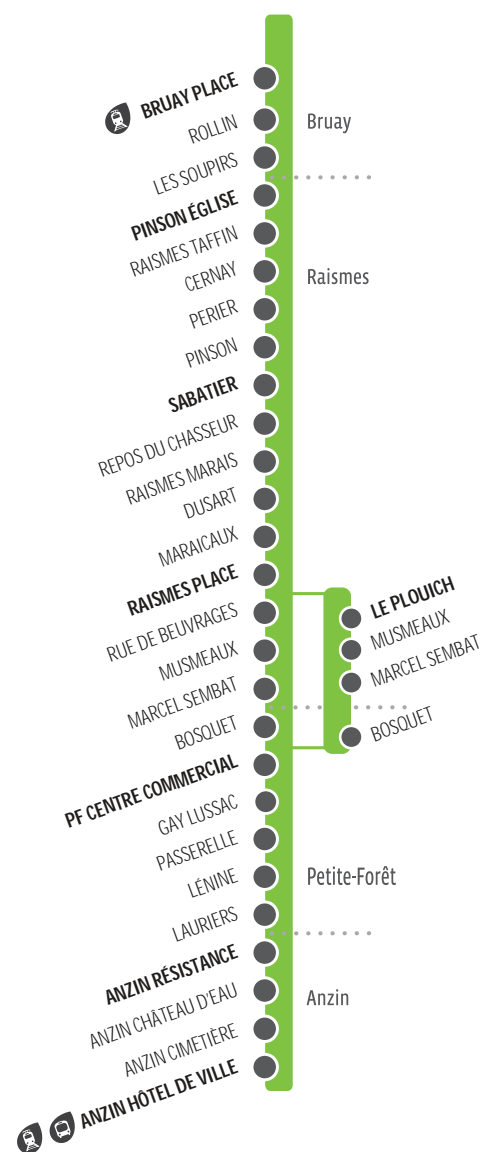 BRUAY PLACE
ROLLIN
Bruay
LES SOUPIRS
PINSON ÉGLISE
RAISMES TAFFIN
CERNAY
Raismes
PERIER
PINSON
SABATIER
REPOS DU CHASSEUR
RAISMES MARAIS
DUSART
MARAICAUX
RAISMES PLACE
RUE DE BEUVRAGES
MUSMEAUX
MARCEL SEMBAT
BOSQUET
LE PLOUICH
MUSMEAUX
MARCEL SEMBAT
BOSQUET
PF CENTRE COMMERCIAL
GAY LUSSAC
PASSERELLE
LÉNINE
Petite-Forêt
LAURIERS
ANZIN RÉSISTANCE
ANZIN CHÂTEAU D'EAU
Anzin
ANZIN CIMETIÈRE
ANZIN HÔTEL DE VILLE